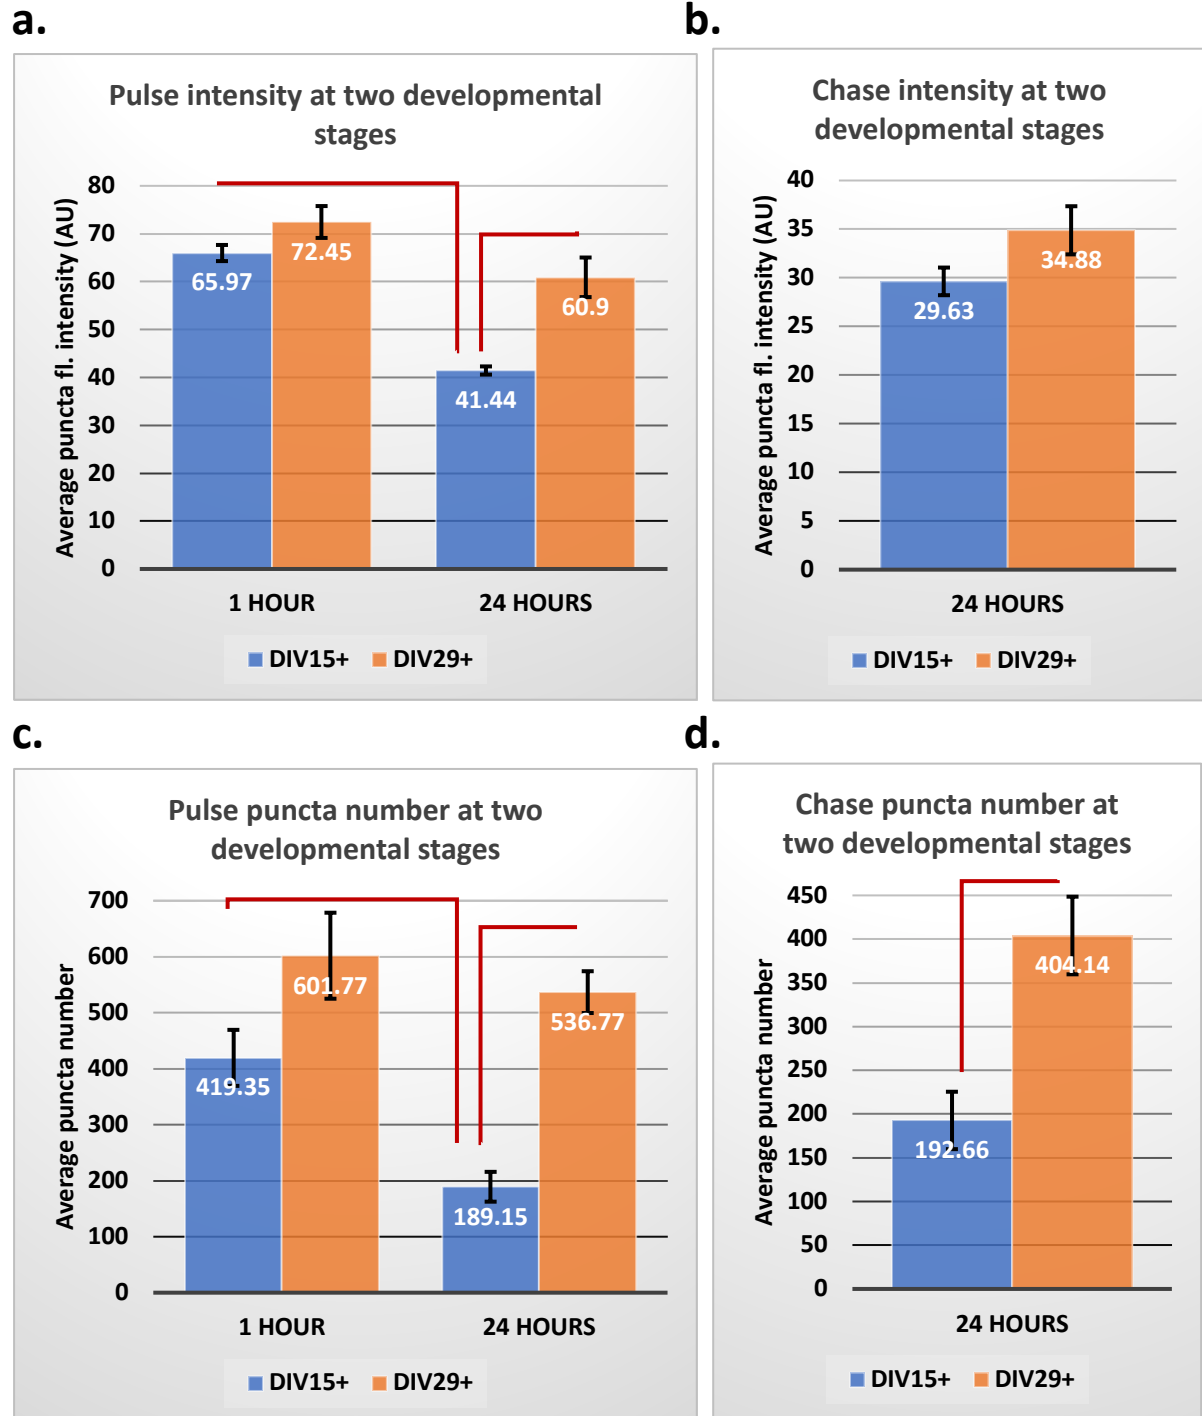 a.
Pulse intensity at two developmental
stages
Average puncta fl. intensity (AU)
80
70
60
50
40
30
20
10
0
65.97
72.45
41.44
60.9
1 HOUR
24 HOURS
DIV15+
DIV29+
b.
Chase intensity at two
developmental stages
Average puncta fl. intensity (AU)
40
35
30
25
20
15
10
5
0
29.63
34.88
24 HOURS
DIV15+
DIV29+
c.
Pulse puncta number at two
developmental stages
Average puncta number
700
600
500
400
300
200
100
0
419.35
601.77
189.15
536.77
1 HOUR
24 HOURS
DIV15+
DIV29+
d.
Chase puncta number at
two developmental stages
Average puncta number
450
400
350
300
250
200
150
100
50
0
192.66
404.14
24 HOURS
DIV15+
DIV29+